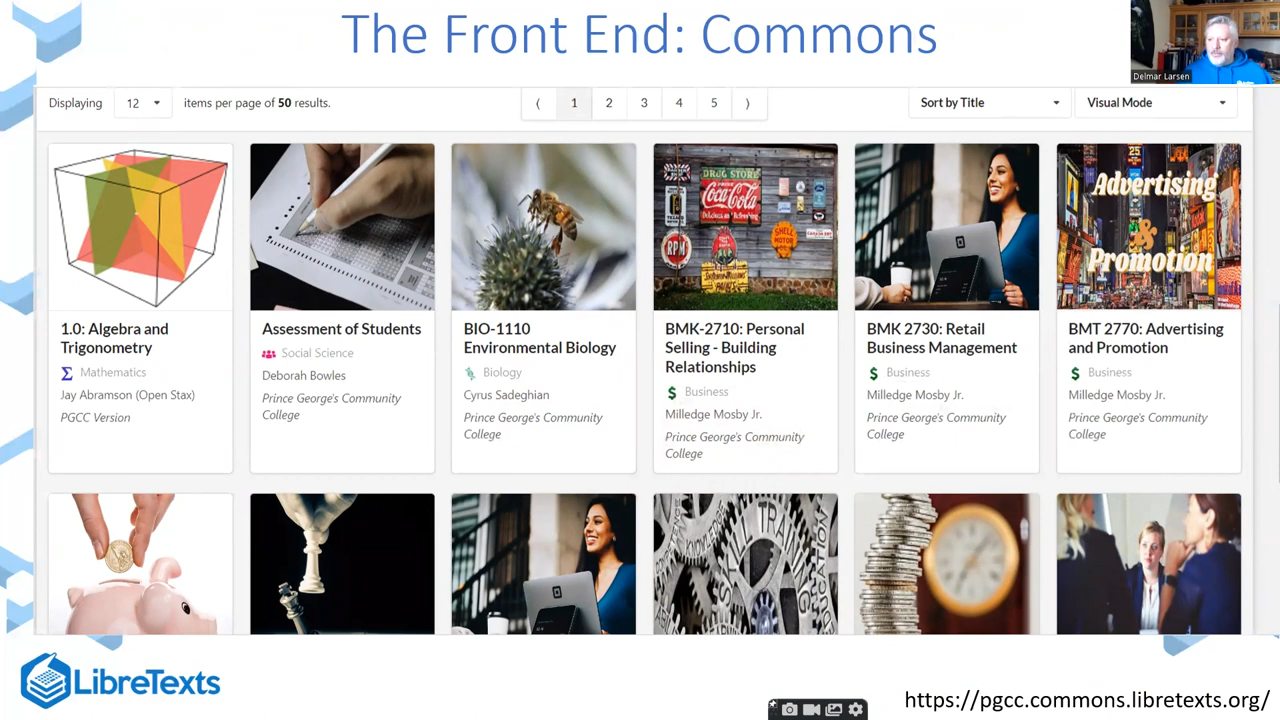 The Front End: Commons
Delmar Larsen
Displaying 12 items per page of 50 results.
⟨ 1 2 3 4 5 ⟩
Sort by Title
Visual Mode
DRUG STORE
Coca-Cola
SHELL
MOTOR
RPM
Advertising
&
Promotion
1.0: Algebra and
Trigonometry
Mathematics
Jay Abramson (Open Stax)
PGCC Version
Assessment of Students
Social Science
Deborah Bowles
Prince George's Community
College
BIO-1110
Environmental Biology
Biology
Cyrus Sadeghian
Prince George's Community
College
BMK-2710: Personal
Selling - Building
Relationships
Business
Milledge Mosby Jr.
Prince George's Community
College
BMK 2730: Retail
Business Management
Business
Milledge Mosby Jr.
Prince George's Community
College
BMT 2770: Advertising
and Promotion
Business
Milledge Mosby Jr.
Prince George's Community
College
TRAINING
LibreTexts
https://pgcc.commons.libretexts.org/